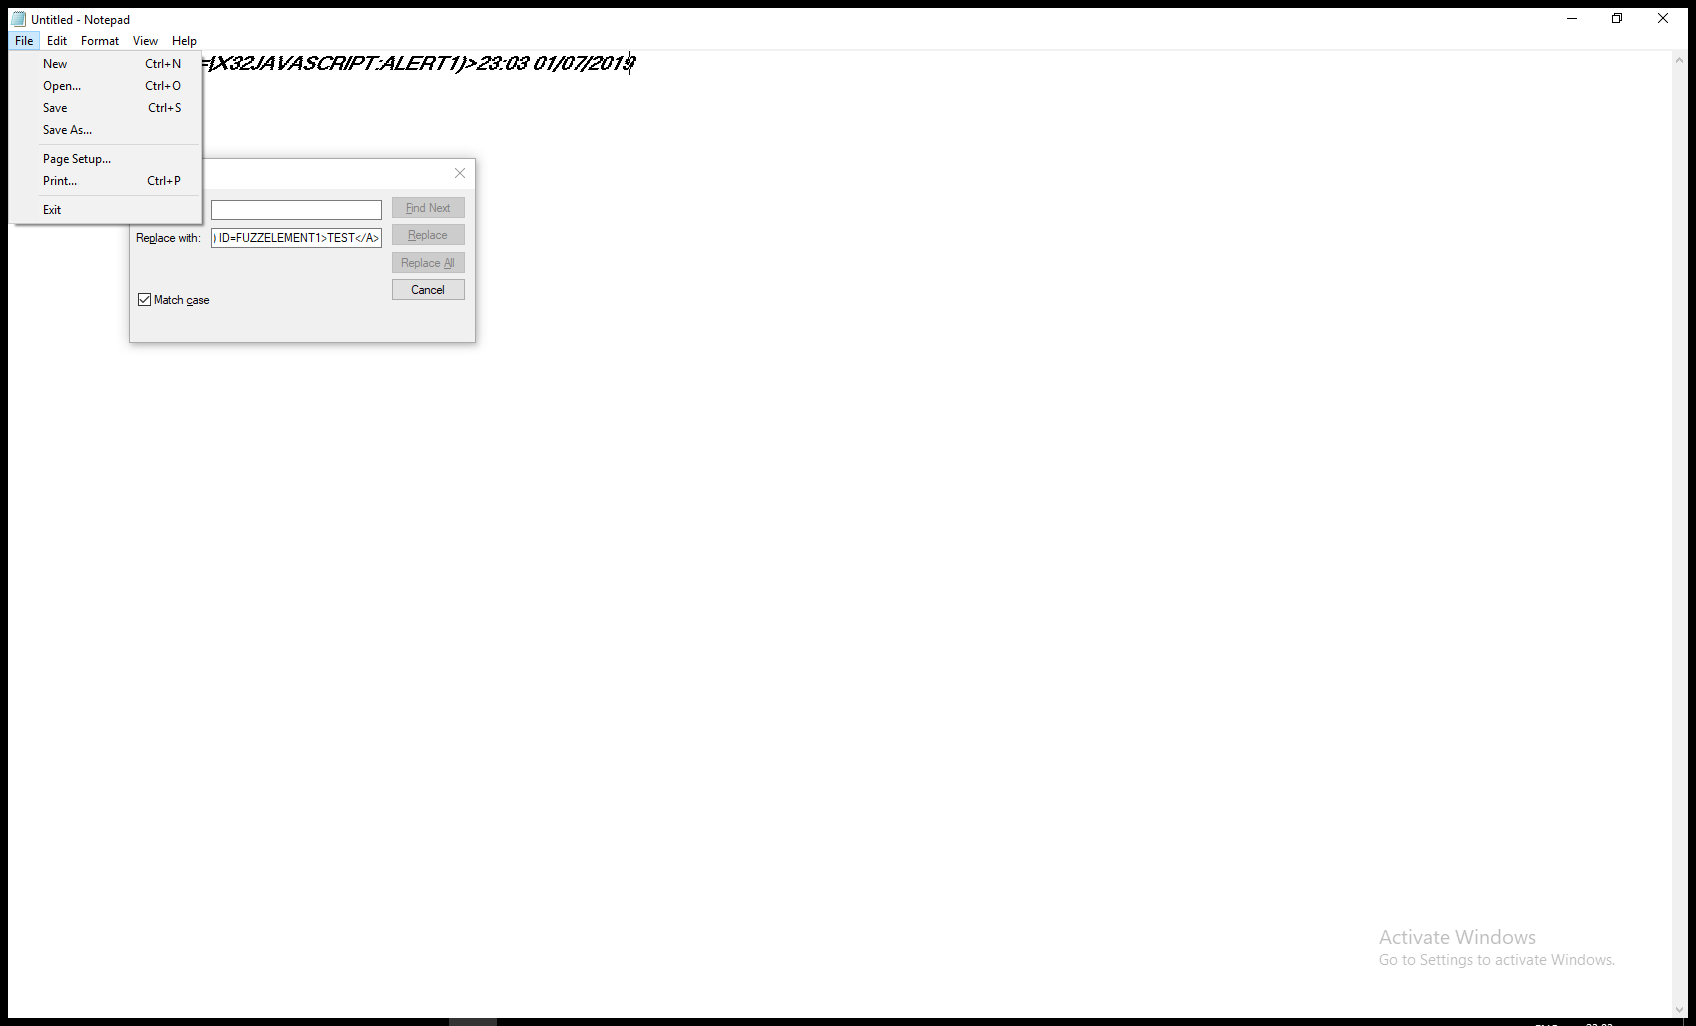 Untitled - Notepad
File Edit Format View Help
=(X32JAVASCRIPT:ALERT1)>23:03 01/07/2019
New Ctrl+N
Open... Ctrl+O
Save Ctrl+S
Save As...
Page Setup...
Print... Ctrl+P
Exit
Find Next
Replace with: ) ID=FUZZELEMENT1>TEST</A> Replace
Replace All
Cancel
Match case
Activate Windows
Go to Settings to activate Windows.